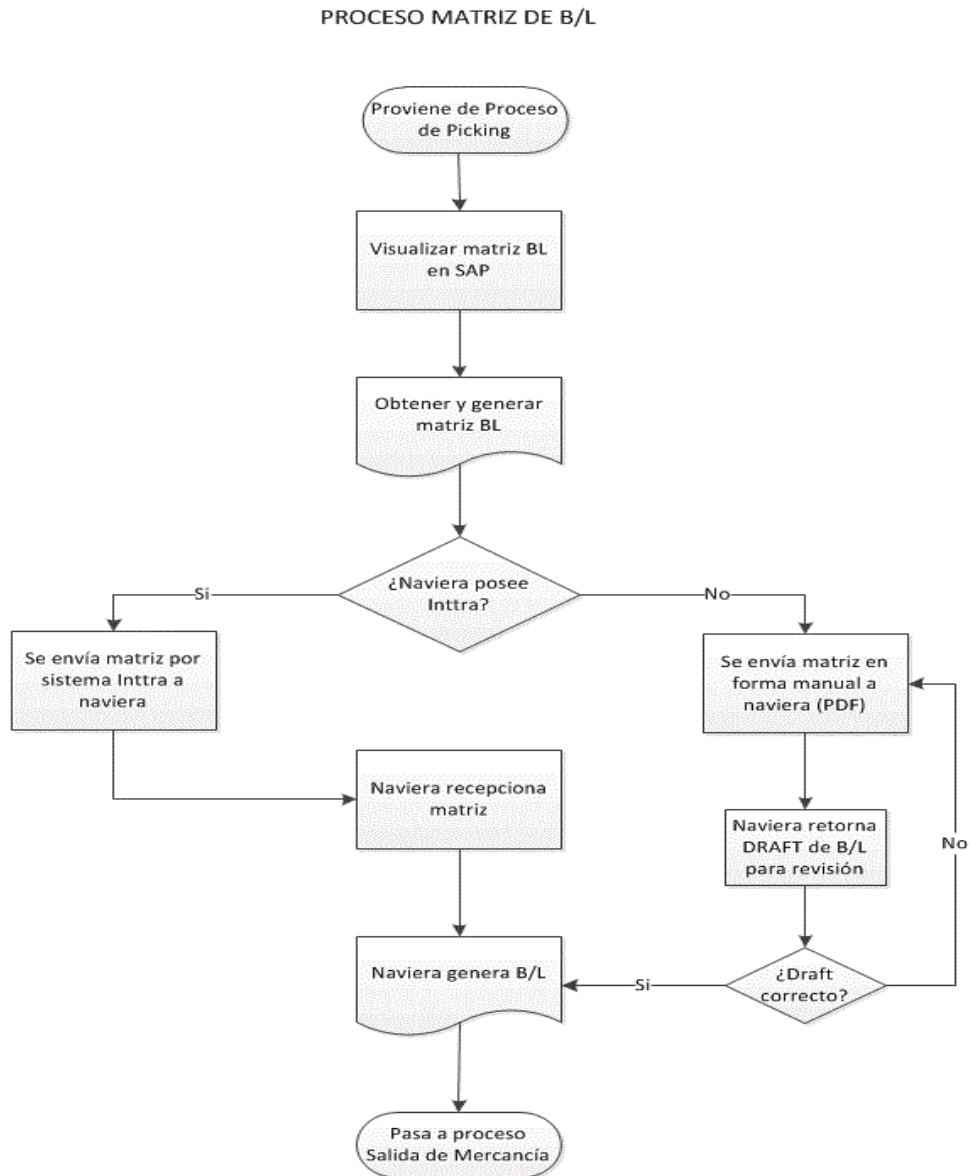 PROCESO MATRIZ DE B/L
Proviene de Proceso
de Picking
Visualizar matriz BL
en SAP
Obtener y generar
matriz BL
¿Naviera posee
Inttra?
Si
No
Se envía matriz por
sistema Inttra a
naviera
Se envía matriz en
forma manual a
naviera (PDF)
Naviera recepciona
matriz
Naviera retorna
DRAFT de B/L
para revisión
No
Naviera genera B/L
Si
¿Draft
correcto?
Pasa a proceso
Salida de Mercancía